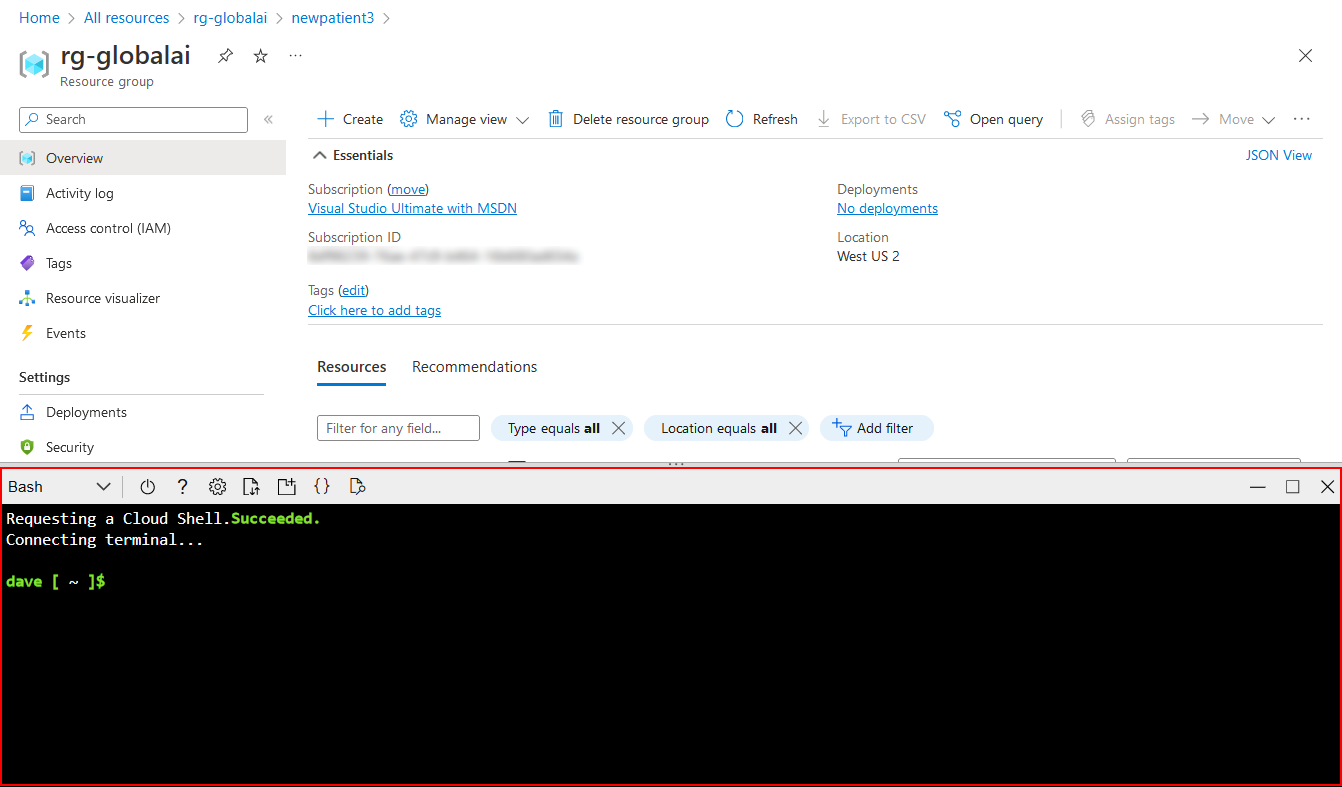 Home > All resources > rg-globalai > newpatient3 >
rg-globalai
Resource group
Search
Create Manage view Delete resource group Refresh Export to CSV Open query Assign tags Move
Overview
Activity log
Access control (IAM)
Tags
Resource visualizer
Events
Settings
Deployments
Security
Essentials
JSON View
Subscription (move)
Visual Studio Ultimate with MSDN
Subscription ID
Tags (edit)
Click here to add tags
Deployments
No deployments
Location
West US 2
Resources Recommendations
Filter for any field... Type equals all Location equals all Add filter
Bash ? { }
Requesting a Cloud Shell.Succeeded.
Connecting terminal...
dave [ ~ ]$